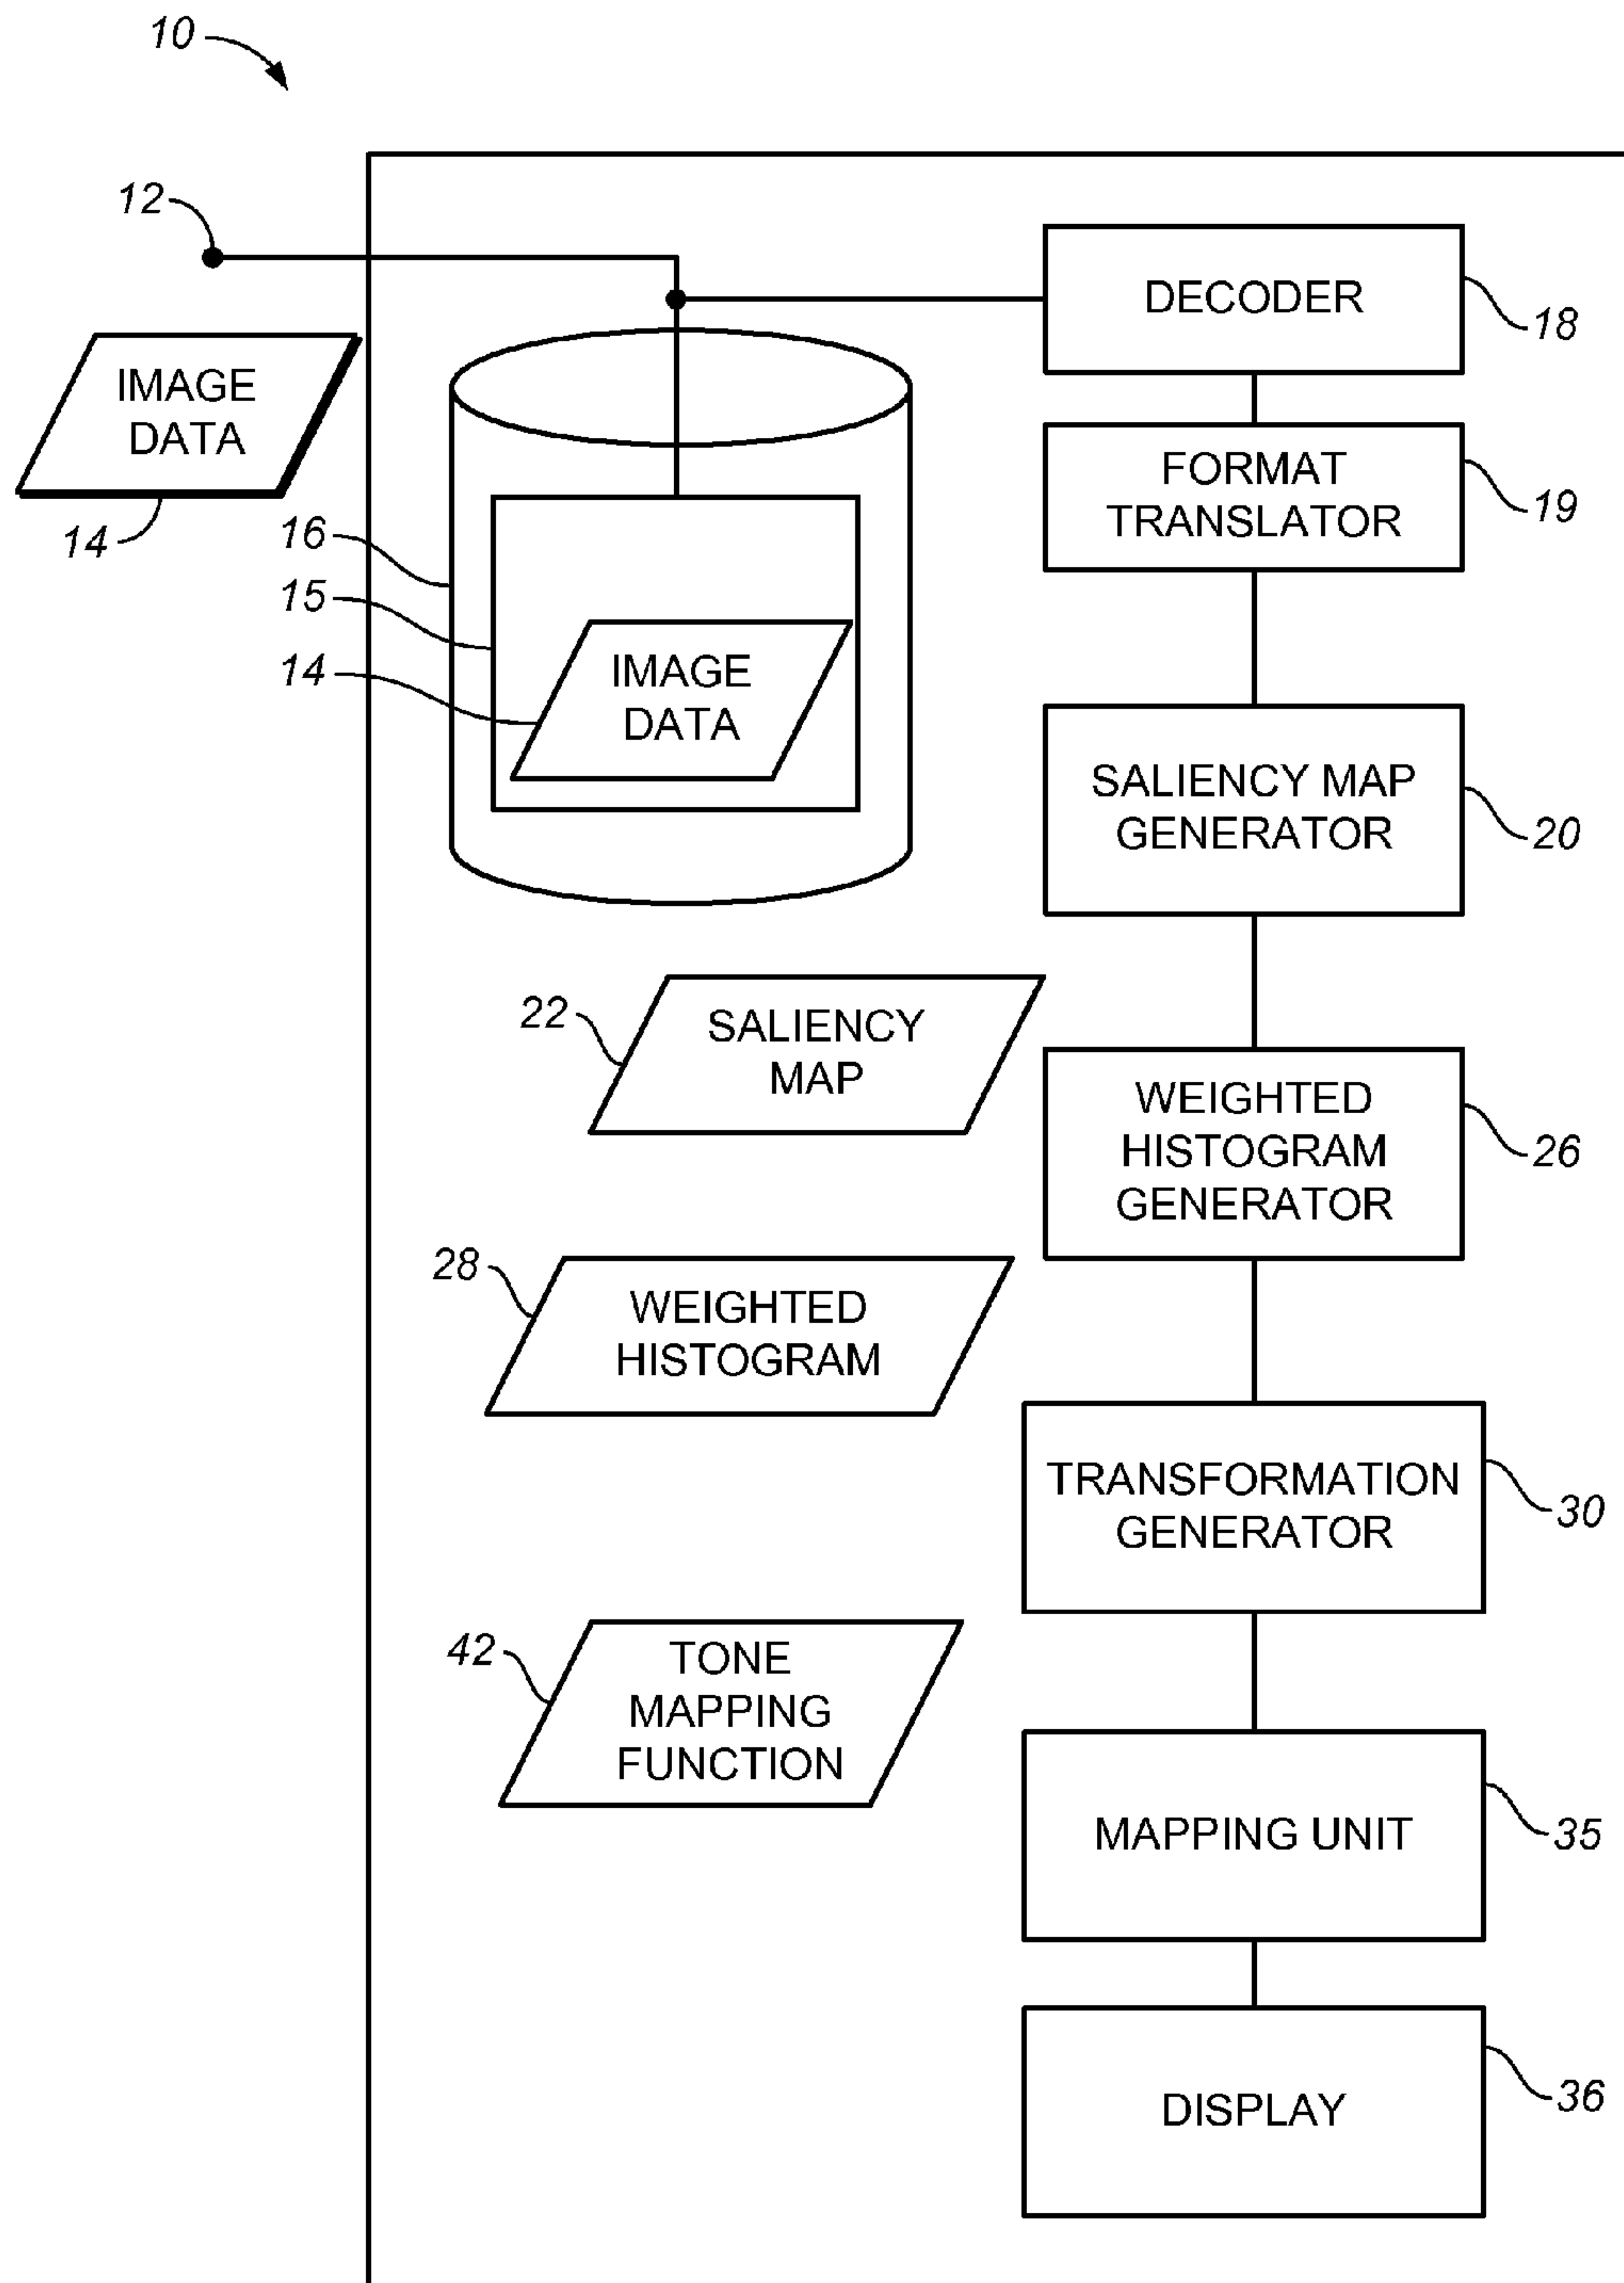 10
12
DECODER
18
IMAGE
DATA
14
FORMAT
TRANSLATOR
19
16
15
14
IMAGE
DATA
SALIENCY MAP
GENERATOR
20
22
SALIENCY
MAP
WEIGHTED
HISTOGRAM
GENERATOR
26
28
WEIGHTED
HISTOGRAM
TRANSFORMATION
GENERATOR
30
42
TONE
MAPPING
FUNCTION
MAPPING UNIT
35
DISPLAY
36